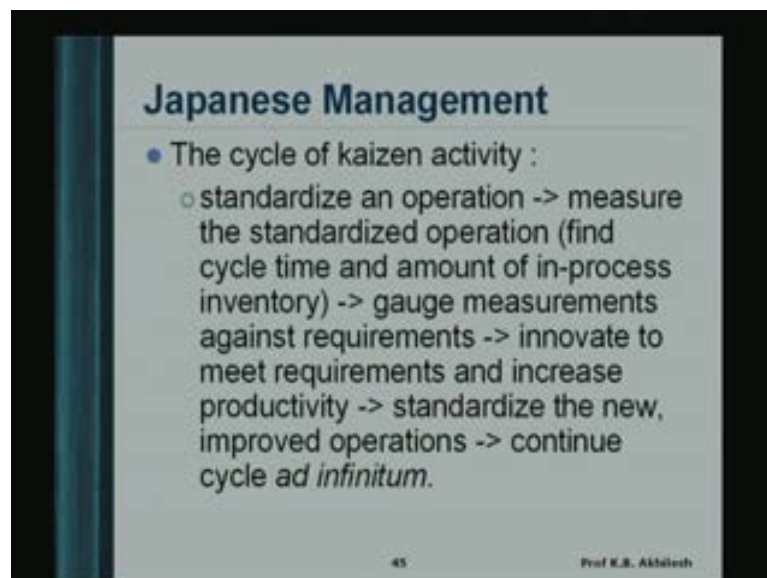 Japanese Management
• The cycle of kaizen activity :
o standardize an operation -> measure
the standardized operation (find
cycle time and amount of in-process
inventory) -> gauge measurements
against requirements -> innovate to
meet requirements and increase
productivity -> standardize the new,
improved operations -> continue
cycle ad infinitum.
45 Prof K.B. Akhilesh